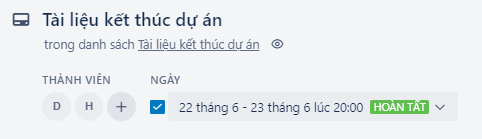 Tài liệu kết thúc dự án
trong danh sách Tài liệu kết thúc dự án
THÀNH VIÊN NGÀY
D H + 22 tháng 6 - 23 tháng 6 lúc 20:00 HOÀN TẤT